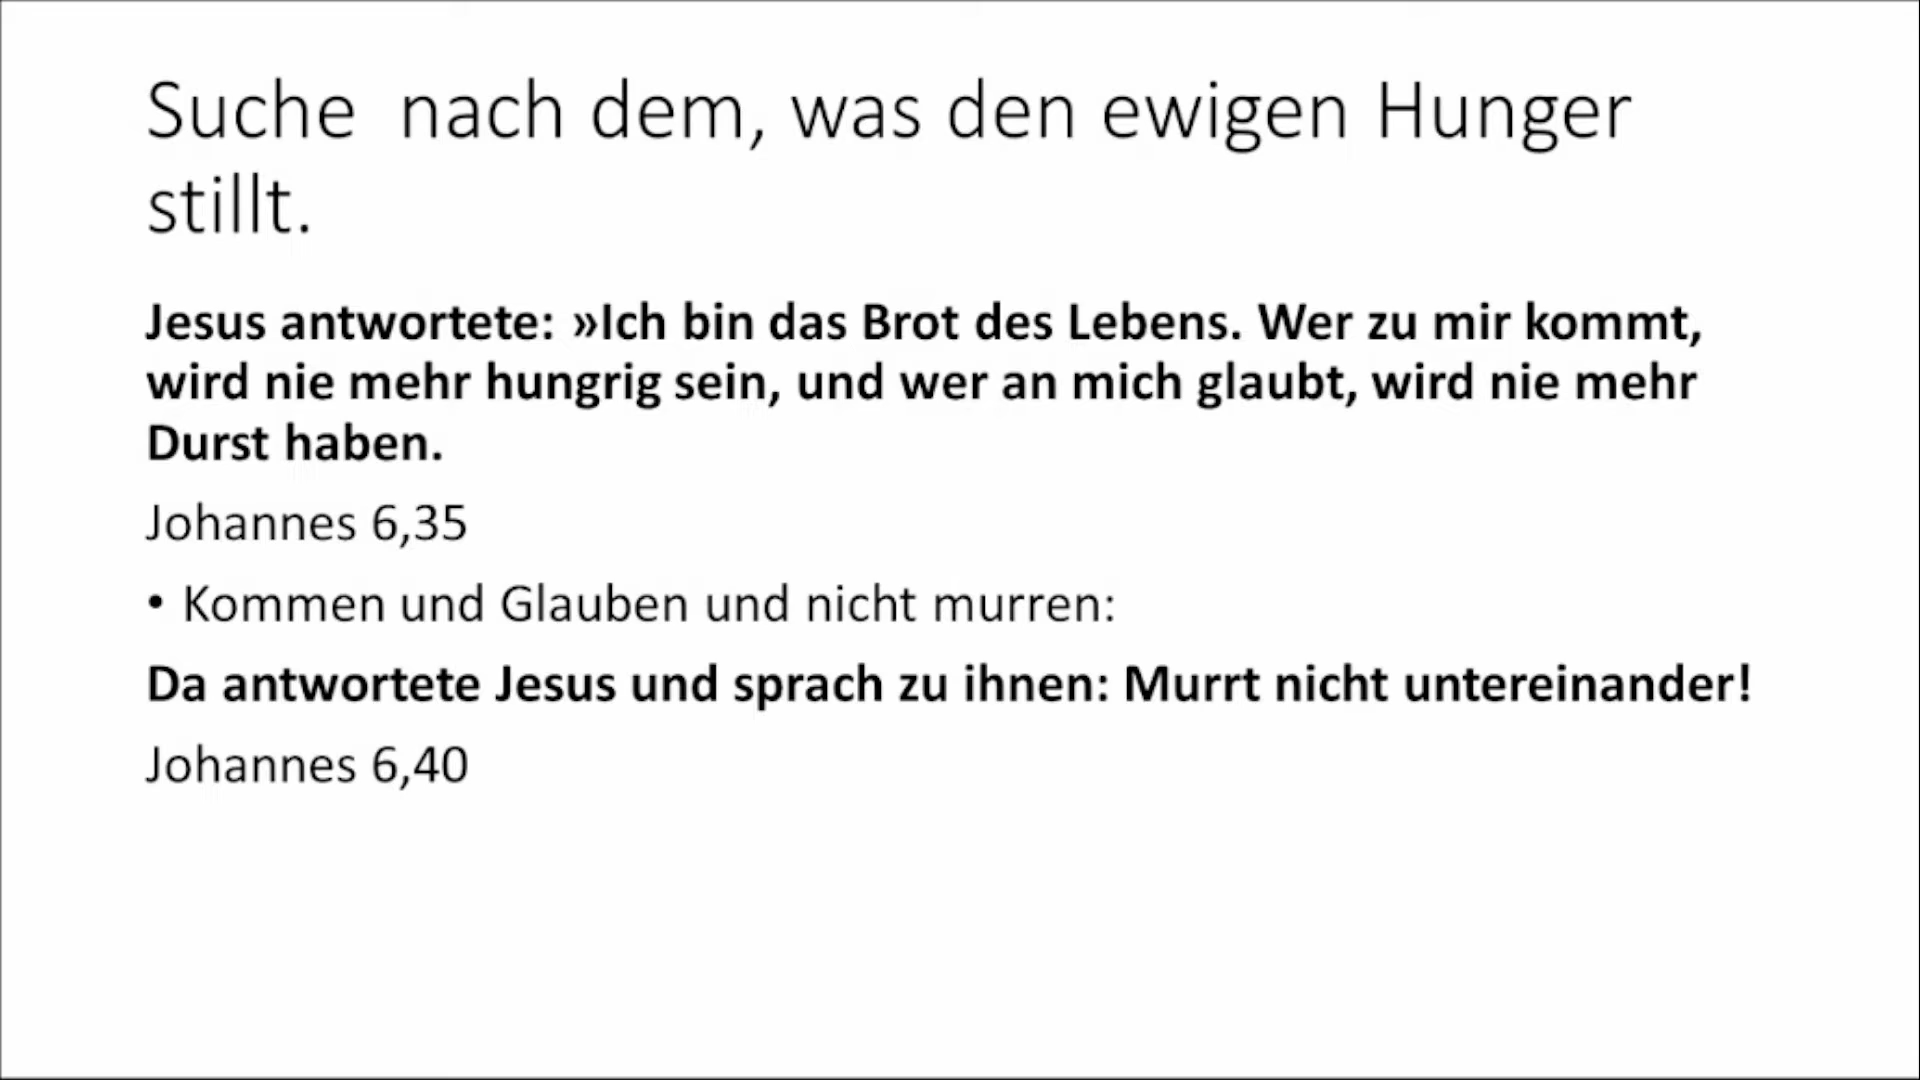 Suche  nach dem, was den ewigen Hunger
stillt.
Jesus antwortete: »Ich bin das Brot des Lebens. Wer zu mir kommt,
wird nie mehr hungrig sein, und wer an mich glaubt, wird nie mehr
Durst haben.
Johannes 6,35
• Kommen und Glauben und nicht murren:
Da antwortete Jesus und sprach zu ihnen: Murrt nicht untereinander!
Johannes 6,40